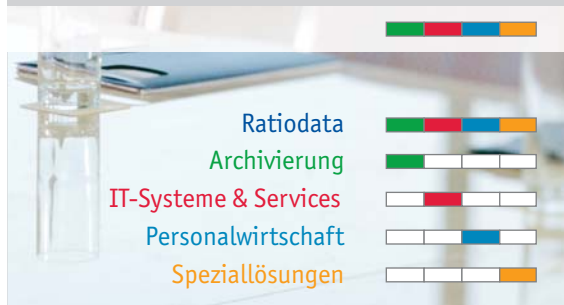 Ratiodata
Archivierung
IT-Systeme & Services
Personalwirtschaft
Speziallösungen